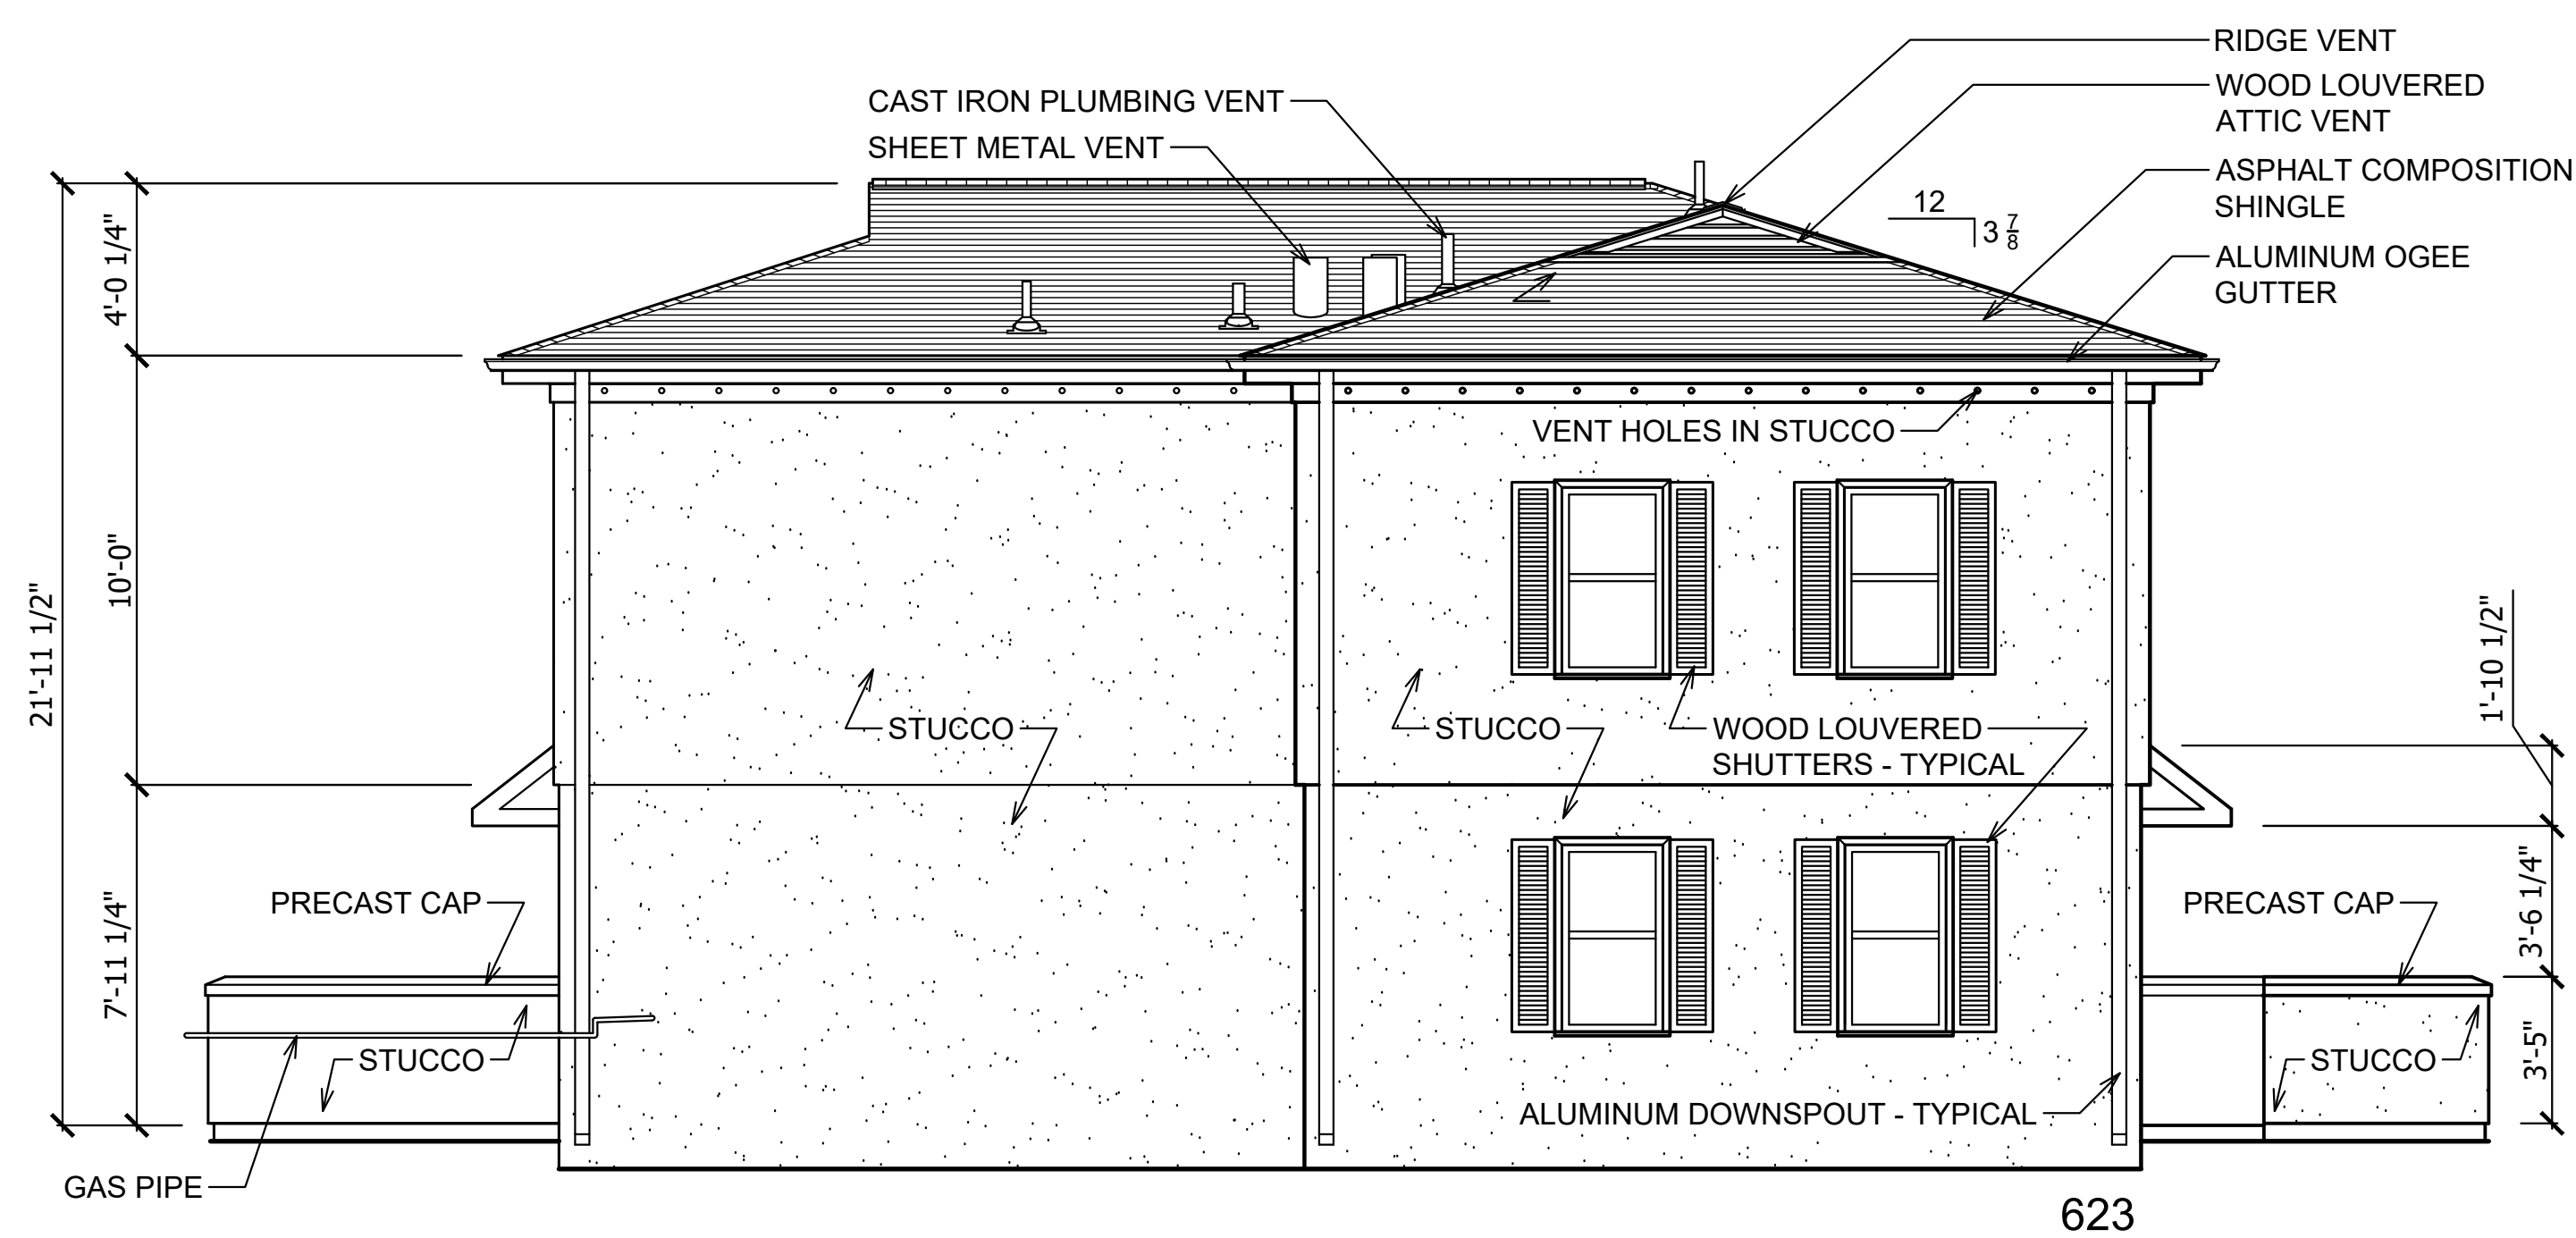 RIDGE VENT
WOOD LOUVERED
ATTIC VENT
CAST IRON PLUMBING VENT
SHEET METAL VENT
ASPHALT COMPOSITION
SHINGLE
12
3 7/8
ALUMINUM OGEE
GUTTER
4'-0 1/4"
10'-0"
21'-11 1/2"
7'-11 1/4"
VENT HOLES IN STUCCO
STUCCO
STUCCO
WOOD LOUVERED
SHUTTERS - TYPICAL
1'-10 1/2"
3'-6 1/4"
3'-5"
PRECAST CAP
PRECAST CAP
STUCCO
STUCCO
ALUMINUM DOWNSPOUT - TYPICAL
GAS PIPE
623